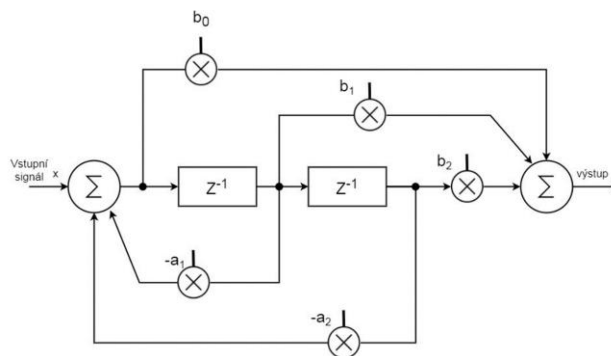 b₀
b₁
Vstupní
signál x
Σ
Z⁻¹
Z⁻¹
b₂
Σ
výstup
-a₁
-a₂